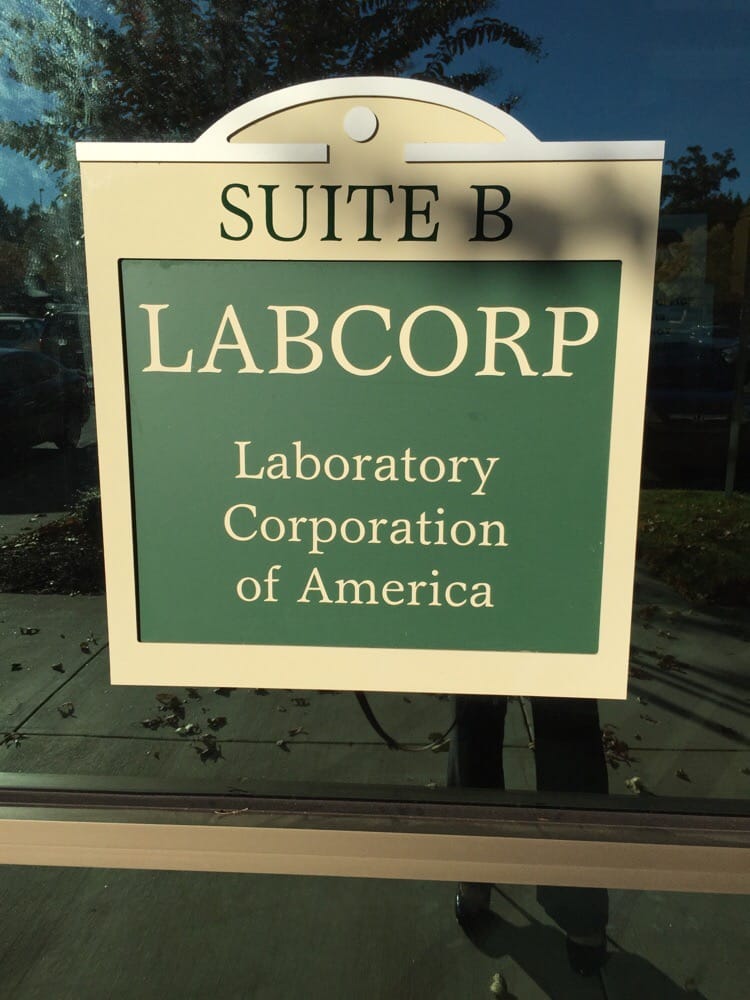 SUITE B
LABCORP
Laboratory
Corporation
of America